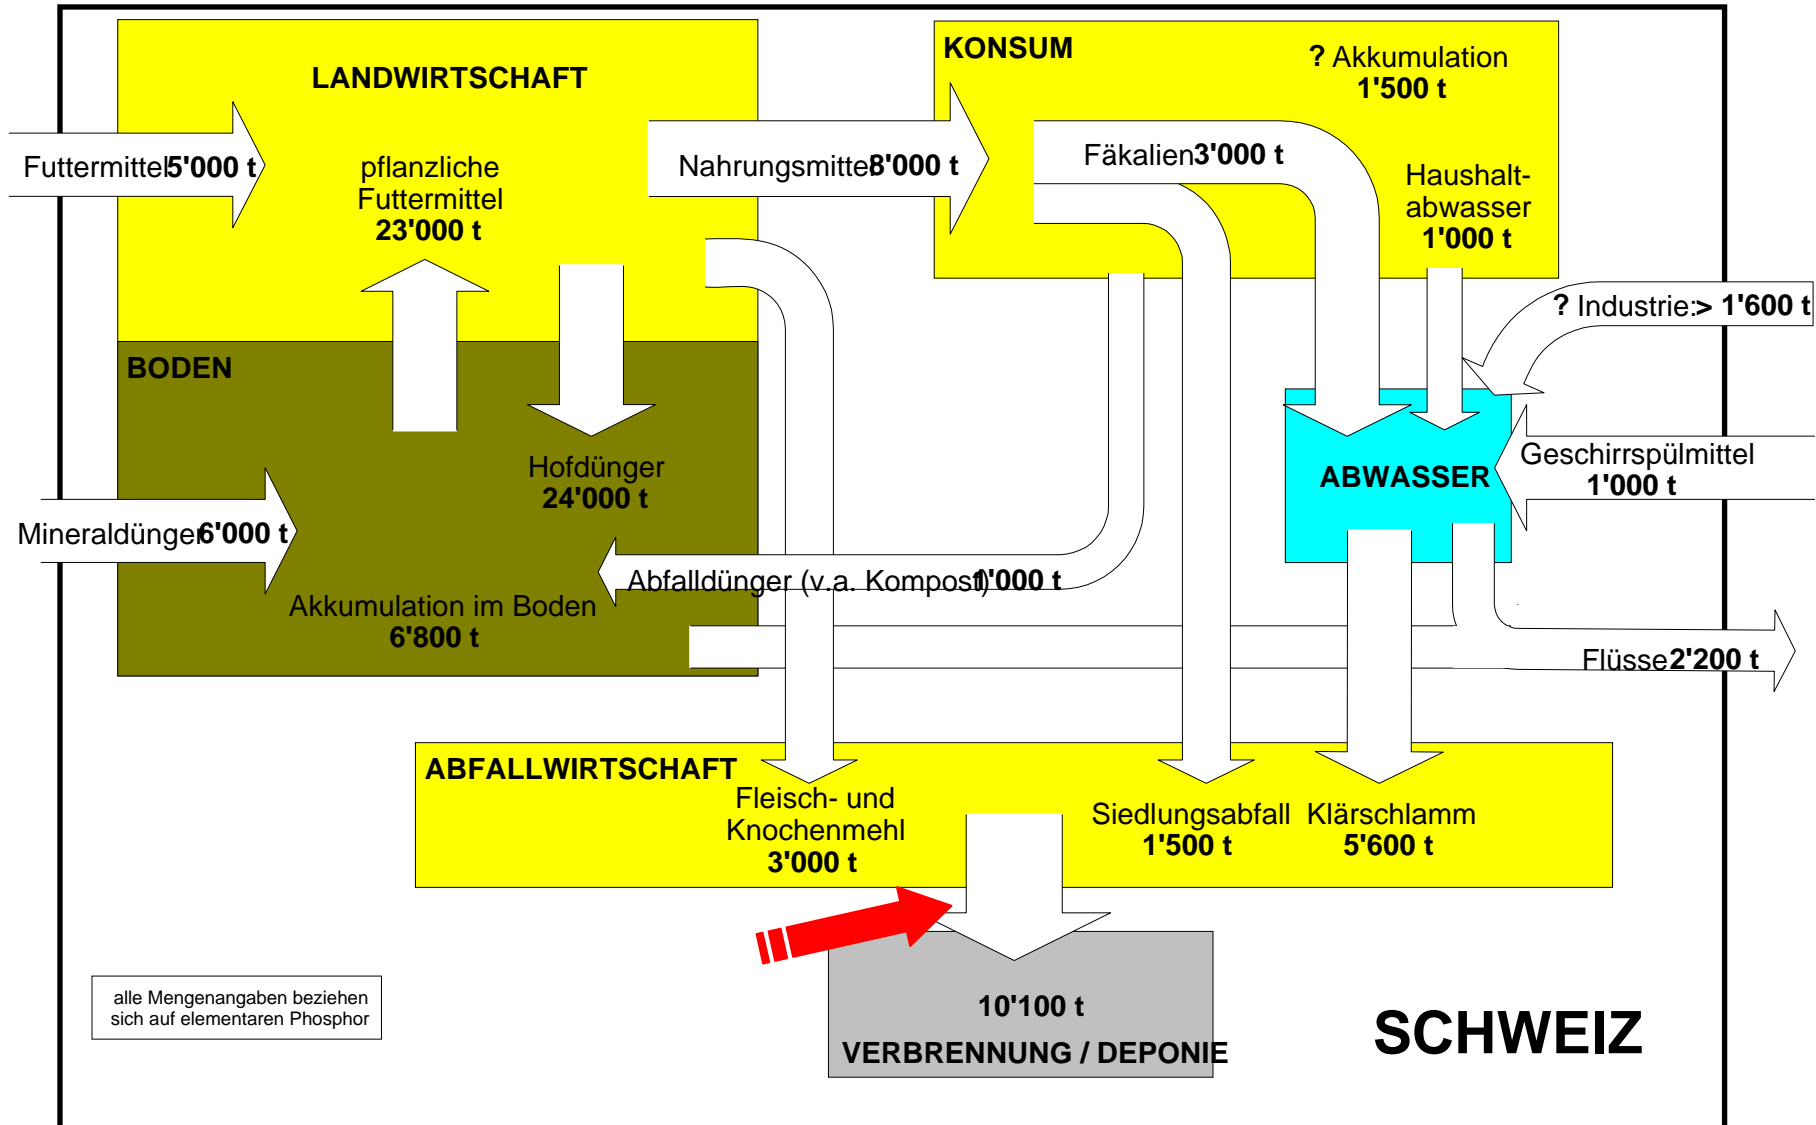 LANDWIRTSCHAFT
KONSUM
? Akkumulation
1'500 t
Futtermittel 5'000 t
pflanzliche
Futtermittel
23'000 t
Nahrungsmittel 8'000 t
Fäkalien 3'000 t
Haushalt-
abwasser
1'000 t
? Industrie: > 1'600 t
BODEN
Hofdünger
24'000 t
ABWASSER
Geschirrspülmittel
1'000 t
Mineraldünger 6'000 t
Abfalldünger (v.a. Kompost) 1'000 t
Akkumulation im Boden
6'800 t
Flüsse 2'200 t
ABFALLWIRTSCHAFT
Fleisch- und
Knochenmehl
3'000 t
Siedlungsabfall
1'500 t
Klärschlamm
5'600 t
alle Mengenangaben beziehen
sich auf elementaren Phosphor
10'100 t
VERBRENNUNG / DEPONIE
SCHWEIZ